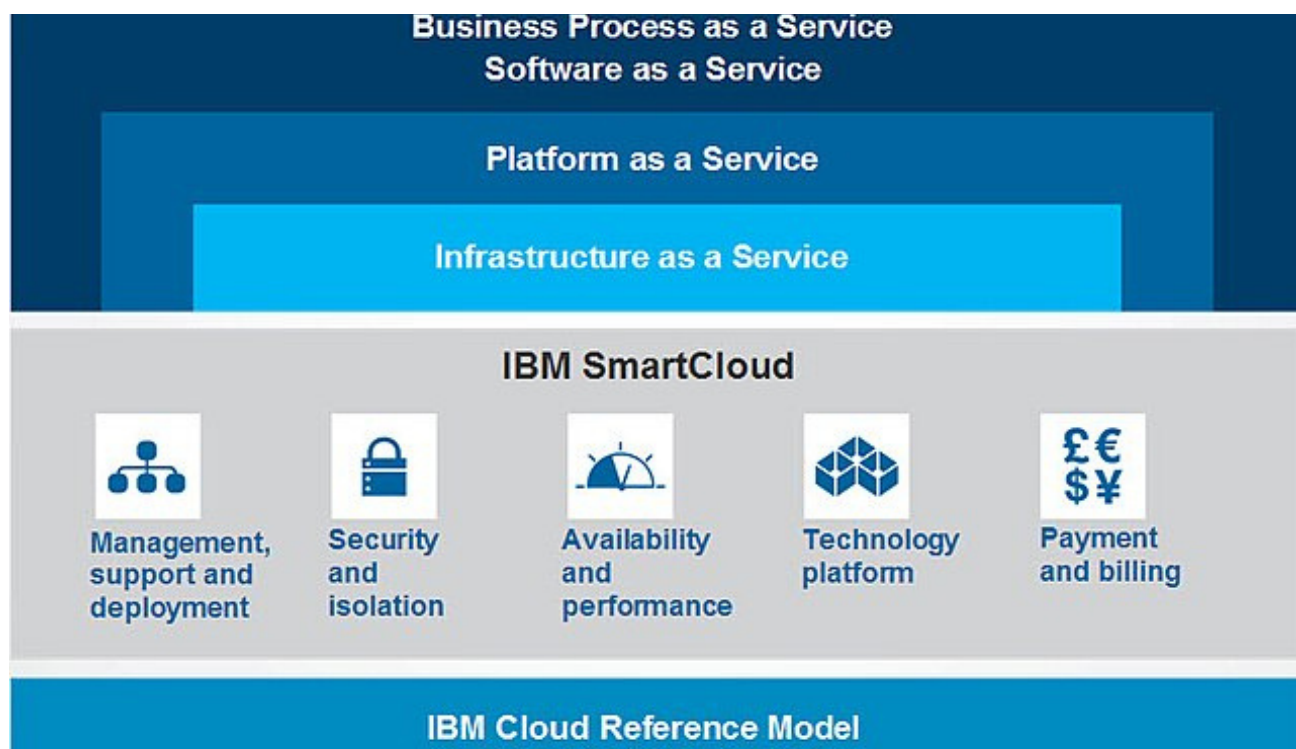 Business Process as a Service
Software as a Service
Platform as a Service
Infrastructure as a Service
IBM SmartCloud
Management,
support and
deployment
Security
and
isolation
Availability
and
performance
Technology
platform
£€
$¥
Payment
and billing
IBM Cloud Reference Model